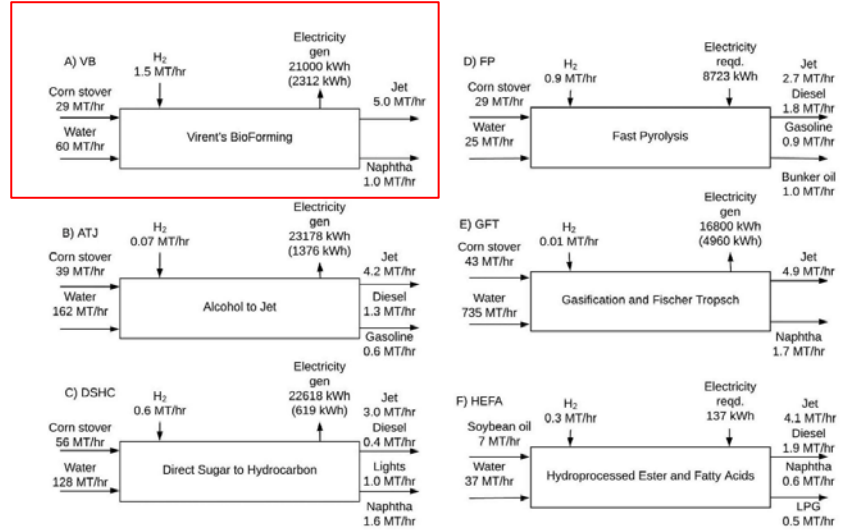 A) VB
H₂
1.5 MT/hr
Electricity
gen
21000 kWh
(2312 kWh)
Corn stover
29 MT/hr
Water
60 MT/hr
Virent's BioForming
Jet
5.0 MT/hr
Naphtha
1.0 MT/hr
B) ATJ
H₂
0.07 MT/hr
Electricity
gen
23178 kWh
(1376 kWh)
Corn stover
39 MT/hr
Water
162 MT/hr
Alcohol to Jet
Jet
4.2 MT/hr
Diesel
1.3 MT/hr
Gasoline
0.6 MT/hr
C) DSHC
H₂
0.6 MT/hr
Electricity
gen
22618 kWh
(619 kWh)
Corn stover
56 MT/hr
Water
128 MT/hr
Direct Sugar to Hydrocarbon
Jet
3.0 MT/hr
Diesel
0.4 MT/hr
Lights
1.0 MT/hr
Naphtha
1.6 MT/hr
D) FP
H₂
0.9 MT/hr
Electricity
reqd.
8723 kWh
Corn stover
29 MT/hr
Water
25 MT/hr
Fast Pyrolysis
Jet
2.7 MT/hr
Diesel
1.8 MT/hr
Gasoline
0.9 MT/hr
Bunker oil
1.0 MT/hr
E) GFT
H₂
0.01 MT/hr
Electricity
gen
16800 kWh
(4960 kWh)
Corn stover
43 MT/hr
Water
735 MT/hr
Gasification and Fischer Tropsch
Jet
4.9 MT/hr
Naphtha
1.7 MT/hr
F) HEFA
H₂
0.3 MT/hr
Electricity
reqd.
137 kWh
Soybean oil
7 MT/hr
Water
37 MT/hr
Hydroprocessed Ester and Fatty Acids
Jet
4.1 MT/hr
Diesel
1.9 MT/hr
Naphtha
0.6 MT/hr
LPG
0.5 MT/hr